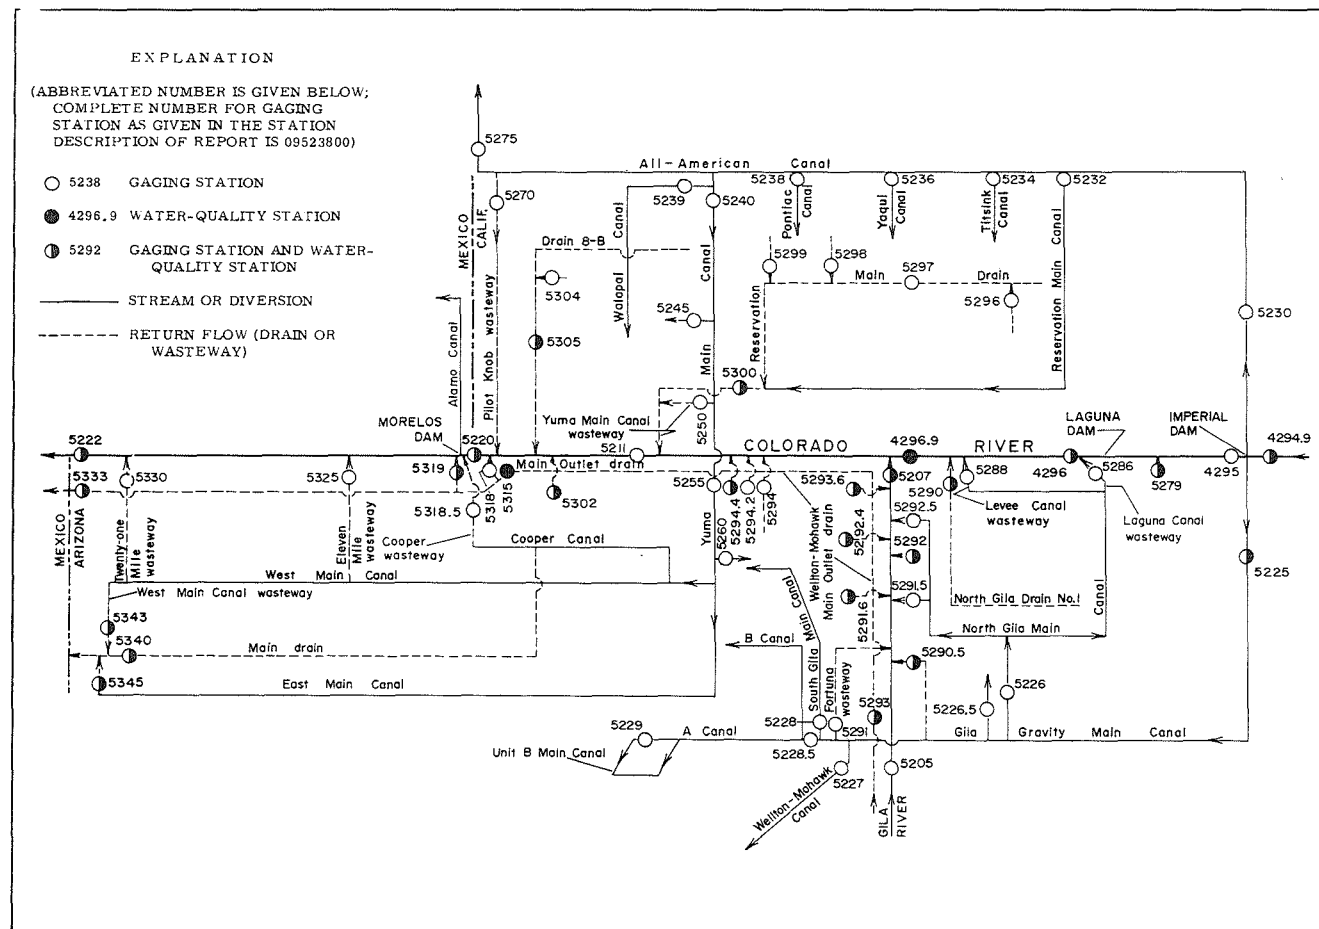 EXPLANATION
(ABBREVIATED NUMBER IS GIVEN BELOW;
COMPLETE NUMBER FOR GAGING
STATION AS GIVEN IN THE STATION
DESCRIPTION OF REPORT IS 09523800)
5238 GAGING STATION
4296.9 WATER-QUALITY STATION
5292 GAGING STATION AND WATER-
QUALITY STATION
STREAM OR DIVERSION
RETURN FLOW (DRAIN OR
WASTEWAY)
5275
All-American Canal
5270
5239
5240
5238
5236
5234
5232
MEXICO
CALIF.
Pilot Knob wasteway
Alamo Canal
Drain 8-B
5304
5305
Walapai Canal
5245
Main Canal
Pontiac Canal
Yaqui Canal
Titsink Canal
Reservation Main Canal
5299
5298
5297
Main Drain
5296
Reservation
5230
5300
5250
Yuma Main Canal
wasteway
MORELOS
DAM
5222
5220
5211
COLORADO RIVER
4296.9
LAGUNA
DAM
IMPERIAL
DAM
4294.9
5333
5330
5325
5319
5318
5315
Main Outlet drain
5302
5255
5294.4
5294.2
5294
5293.6
5207
5290
5288
4296
5286
5279
4295
Levee Canal
wasteway
Laguna Canal
wasteway
5318.5
Cooper
wasteway
Cooper Canal
Yuma
5260
5292.5
5292.4
5292
5291.5
5291.6
5225
MEXICO
ARIZONA
Twenty-one
Mile
wasteway
Eleven
Mile
wasteway
West Main Canal
West Main Canal wasteway
Wellton-Mohawk
Main Outlet drain
North Gila Drain No.1
North Gila Main
Canal
5343
5340
Main drain
5345
East Main Canal
B Canal
South Gila
Main Canal
Fortuna
wasteway
5293
5290.5
5226
5226.5
5229
A Canal
5228
5291
5228.5
Gila Gravity Main Canal
Unit B Main Canal
5227
5205
Wellton-Mohawk
Canal
GILA
RIVER